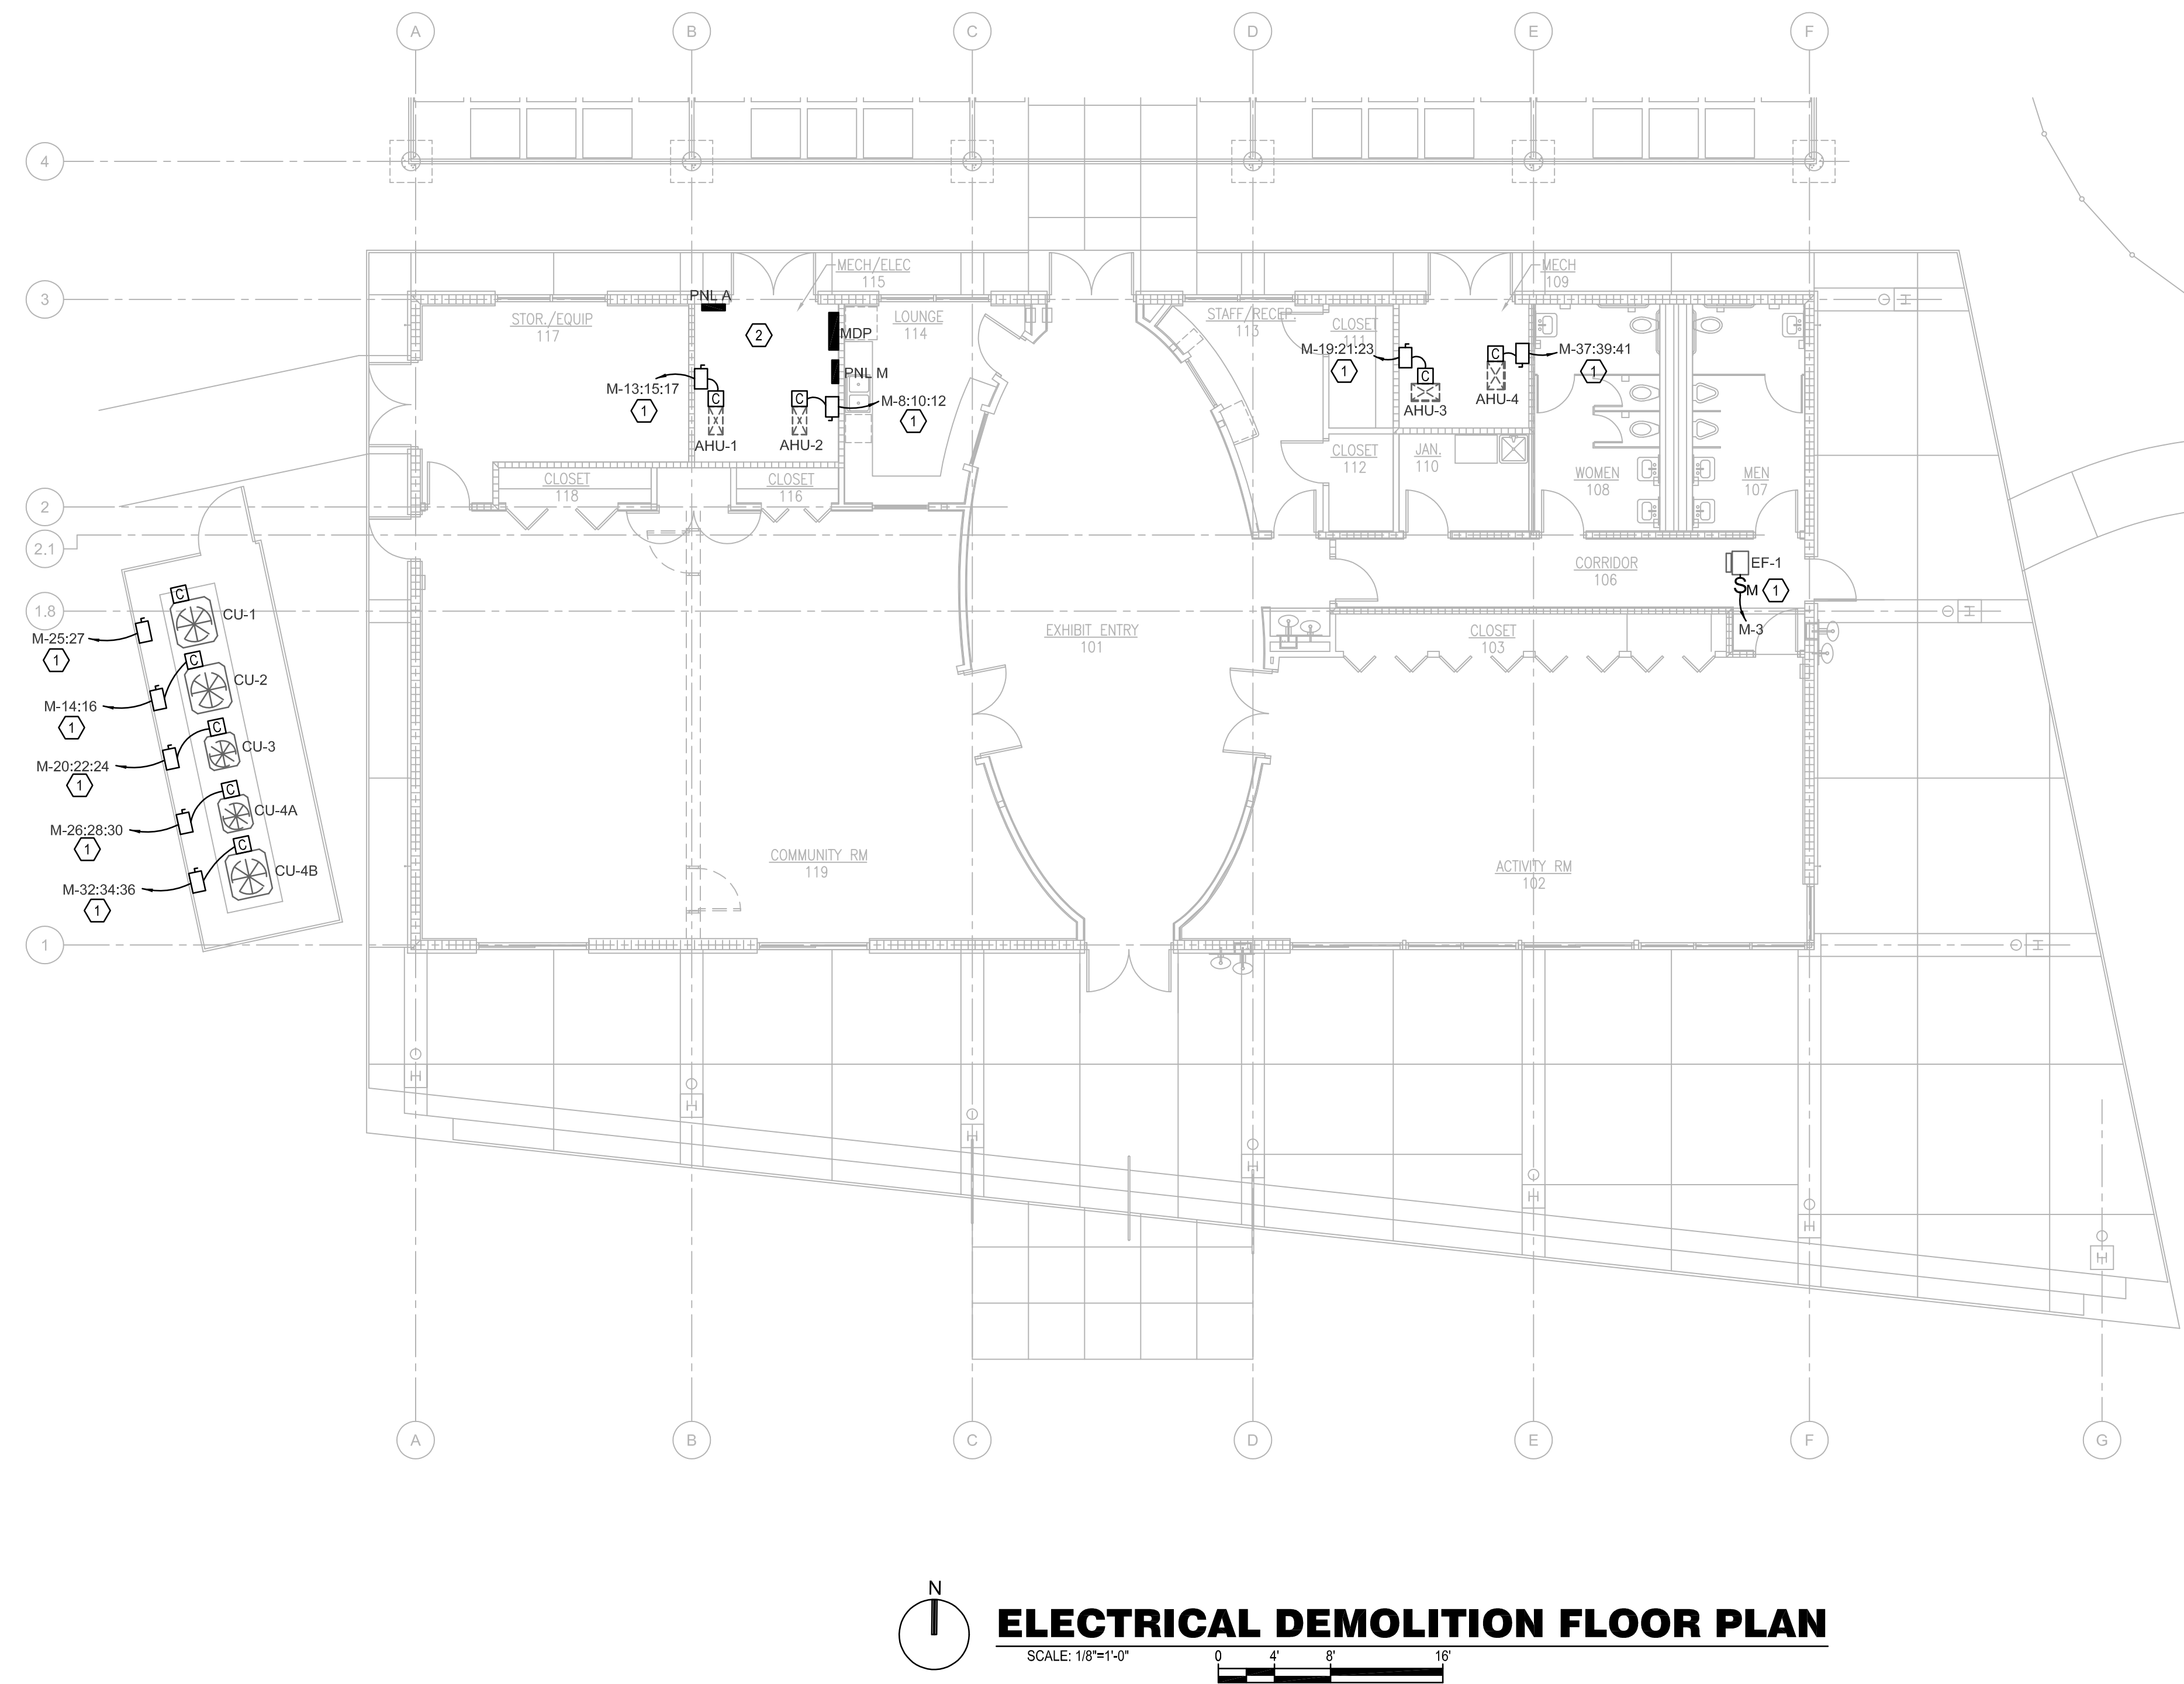 A B C D E F
4
3
MECH/ELEC
115
MECH
109
PNL A
STOR./EQUIP
117
2
MDP
LOUNGE
114
STAFF/RECEP.
113
CLOSET
111
M-19:21:23
1
C
AHU-3
C
M-37:39:41
1
AHU-4
M-13:15:17
1
C
AHU-1
C
AHU-2
PNL M
M-8:10:12
1
CLOSET
118
CLOSET
116
CLOSET
112
JAN.
110
WOMEN
108
MEN
107
2
2.1
1.8
CORRIDOR
106
EF-1
SM
1
M-3
C
CU-1
M-25:27
1
C
CU-2
M-14:16
1
C
CU-3
M-20:22:24
1
C
CU-4A
M-26:28:30
1
C
CU-4B
M-32:34:36
1
EXHIBIT ENTRY
101
CLOSET
103
COMMUNITY RM
119
ACTIVITY RM
102
1
A B C D E F G
N
ELECTRICAL DEMOLITION FLOOR PLAN
SCALE: 1/8"=1'-0"
0 4' 8' 16'